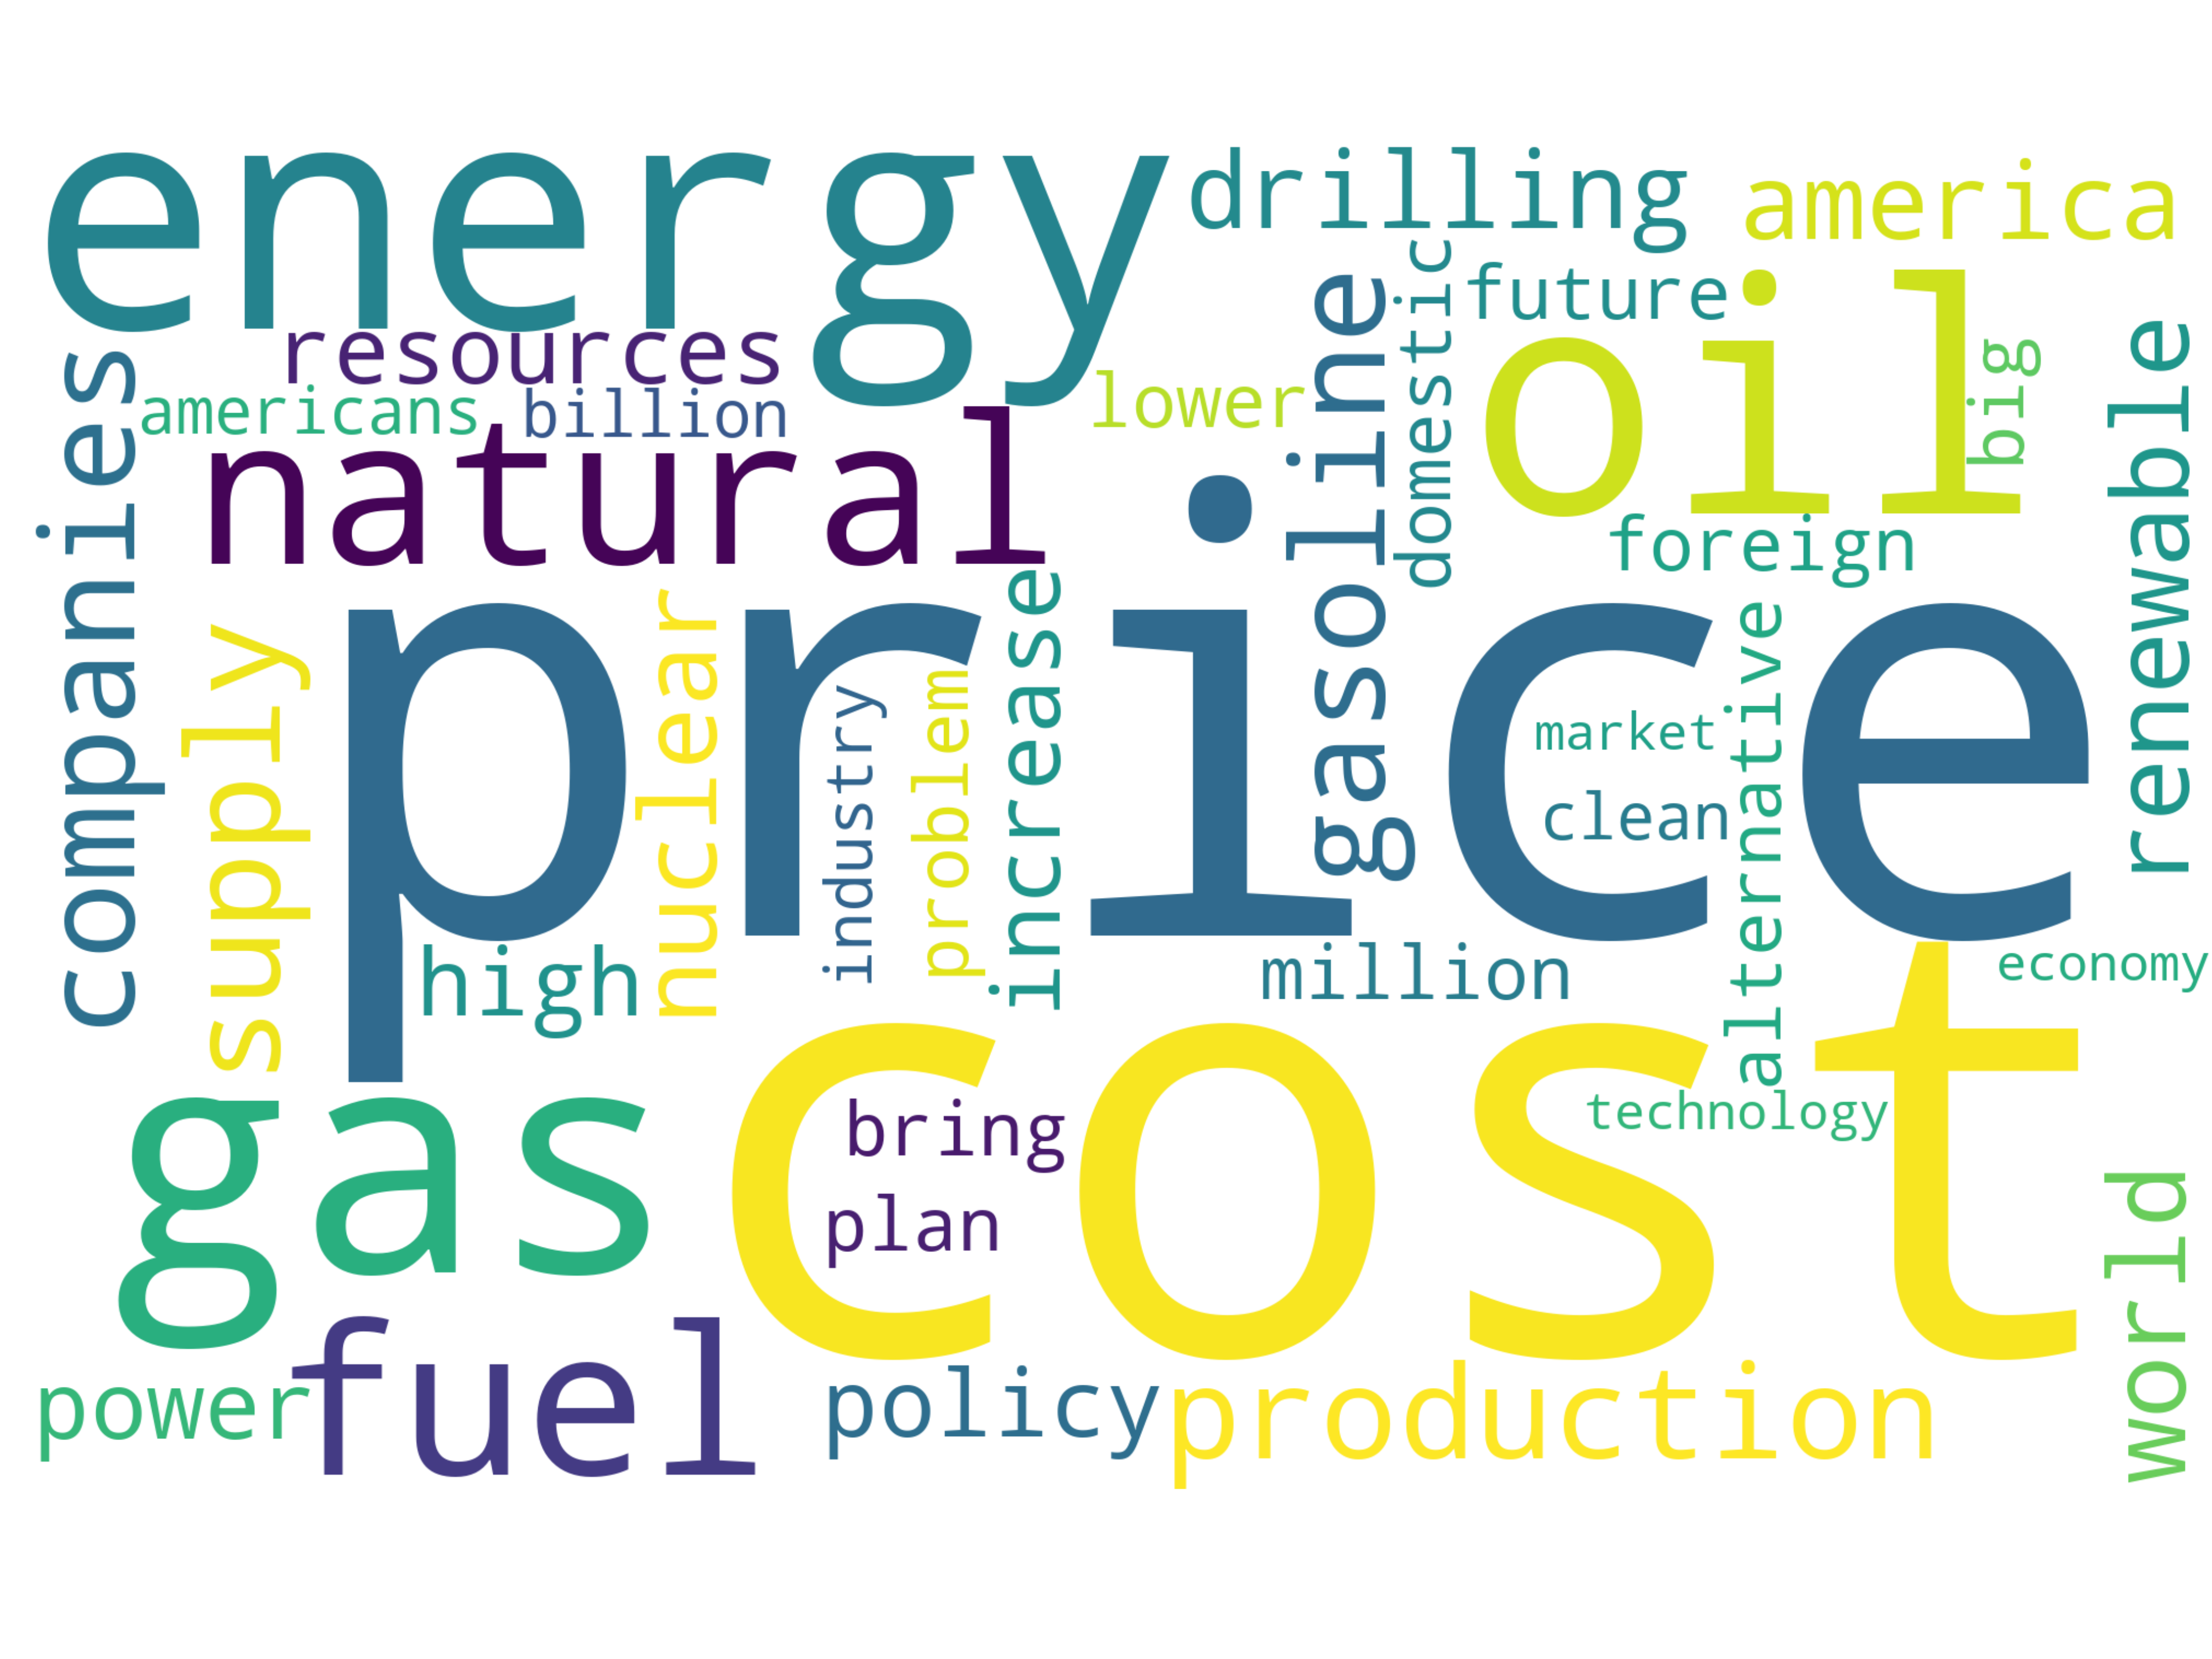 energy
drilling
america
future
domestic
gasoline
oil
big
renewable
resources
americans
billion
lower
natural
companies
foreign
supply
nuclear
price
industry
problem
increase
market
clean
alternative
high
million
economy
gas
cost
bring
plan
technology
world
power
fuel
policy
production